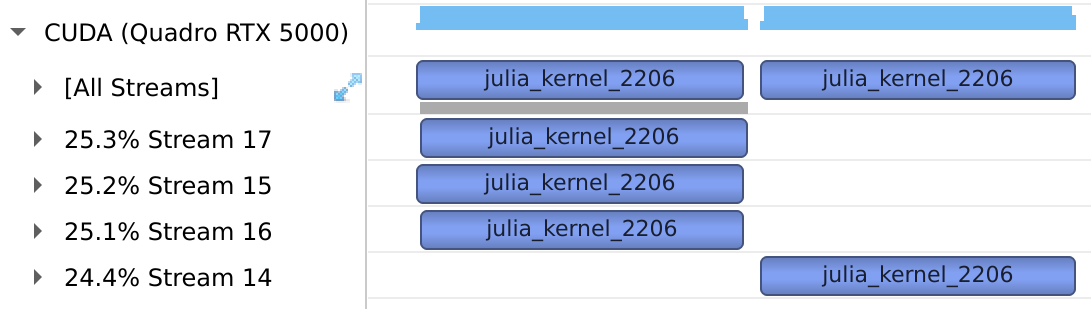 CUDA (Quadro RTX 5000)
[All Streams] julia_kernel_2206 julia_kernel_2206
25.3% Stream 17 julia_kernel_2206
25.2% Stream 15 julia_kernel_2206
25.1% Stream 16 julia_kernel_2206
24.4% Stream 14 julia_kernel_2206